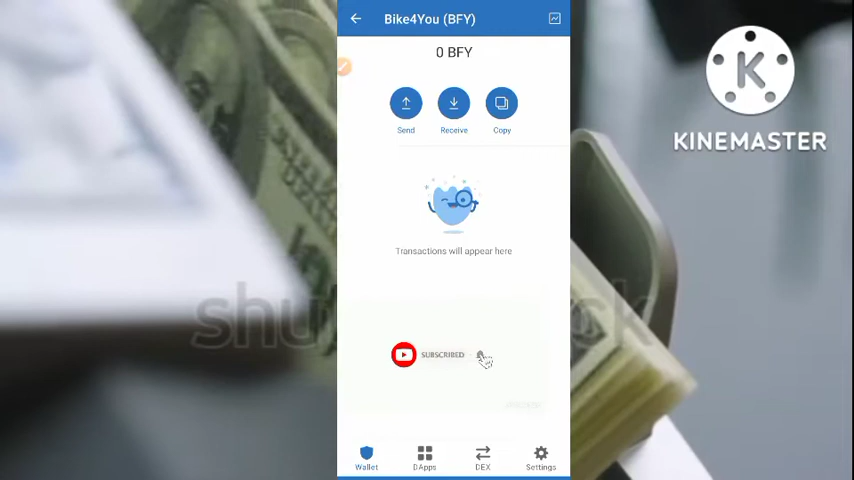 Bike4You (BFY)
0 BFY
Send
Receive
Copy
Transactions will appear here
SUBSCRIBED
Wallet
DApps
DEX
Settings
K
KINEMASTER